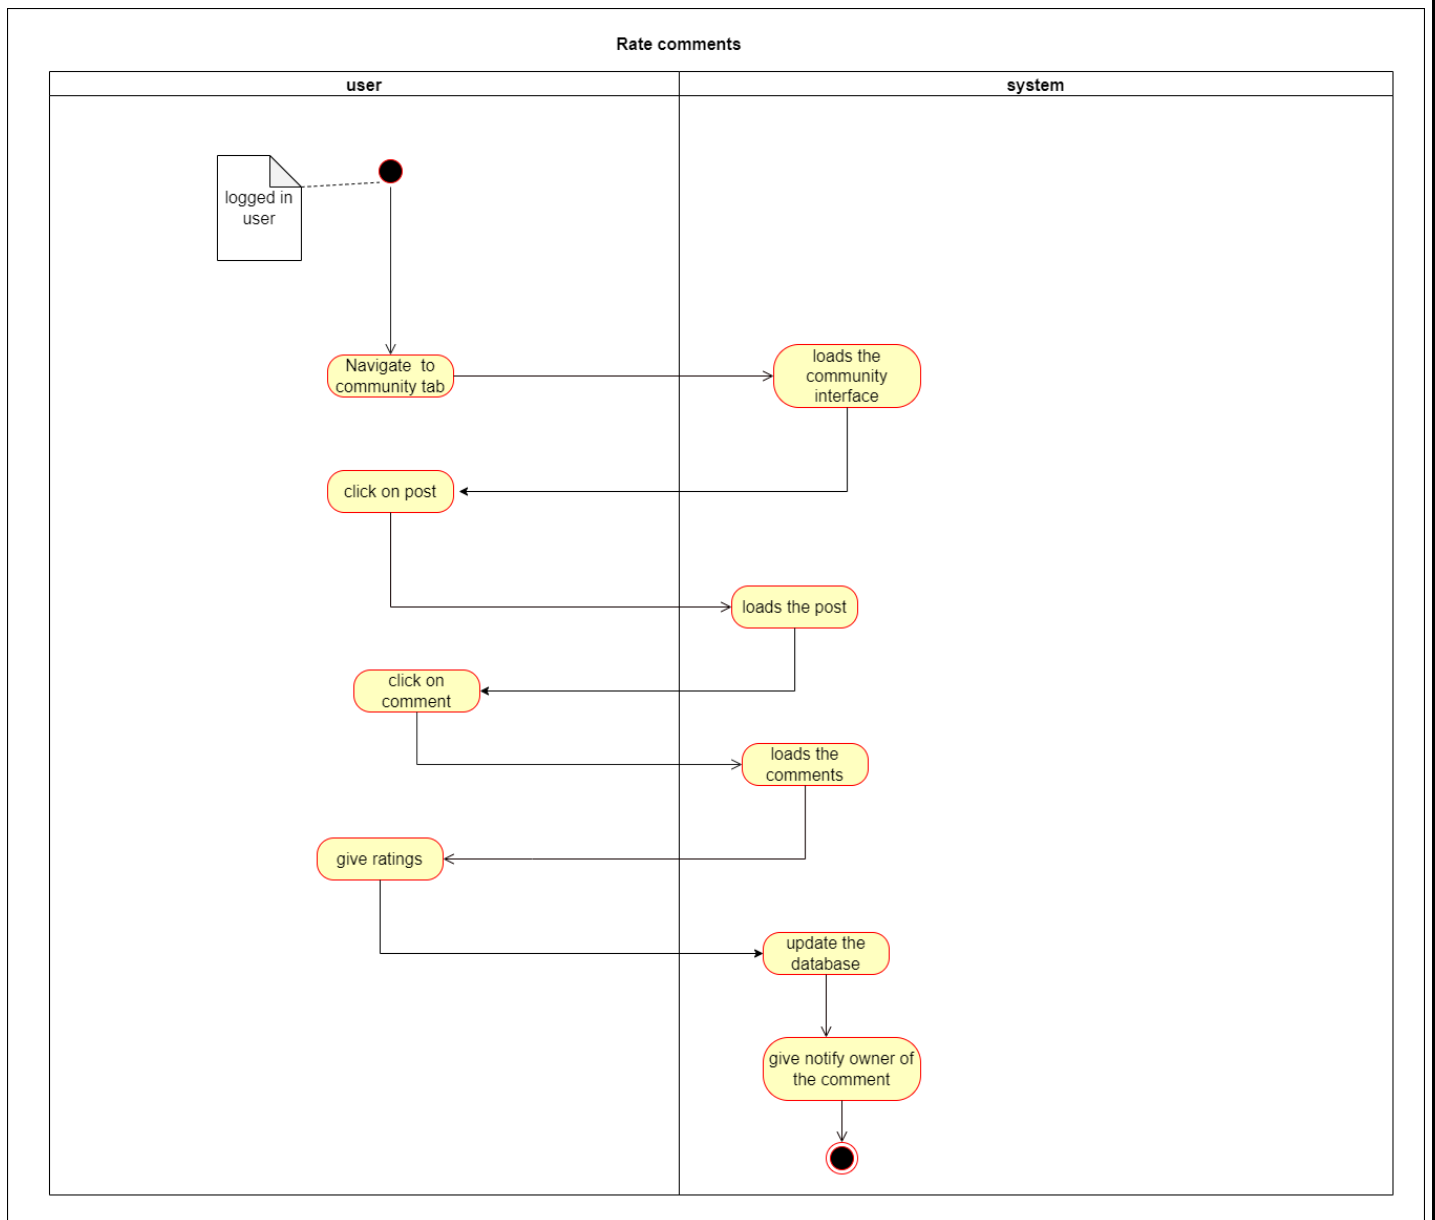 Rate comments
user
system
logged in
user
Navigate  to
community tab
loads the
community
interface
click on post
loads the post
click on
comment
loads the
comments
give ratings
update the
database
give notify owner of
the comment